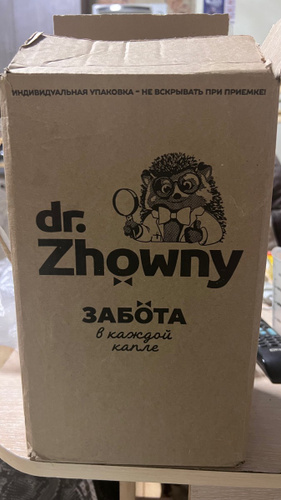 ИНДИВИДУАЛЬНАЯ УПАКОВКА - НЕ ВСКРЫВАТЬ ПРИ ПРИЕМКЕ!
dr.
Zhowny
ЗАБОТА
в каждой
капле